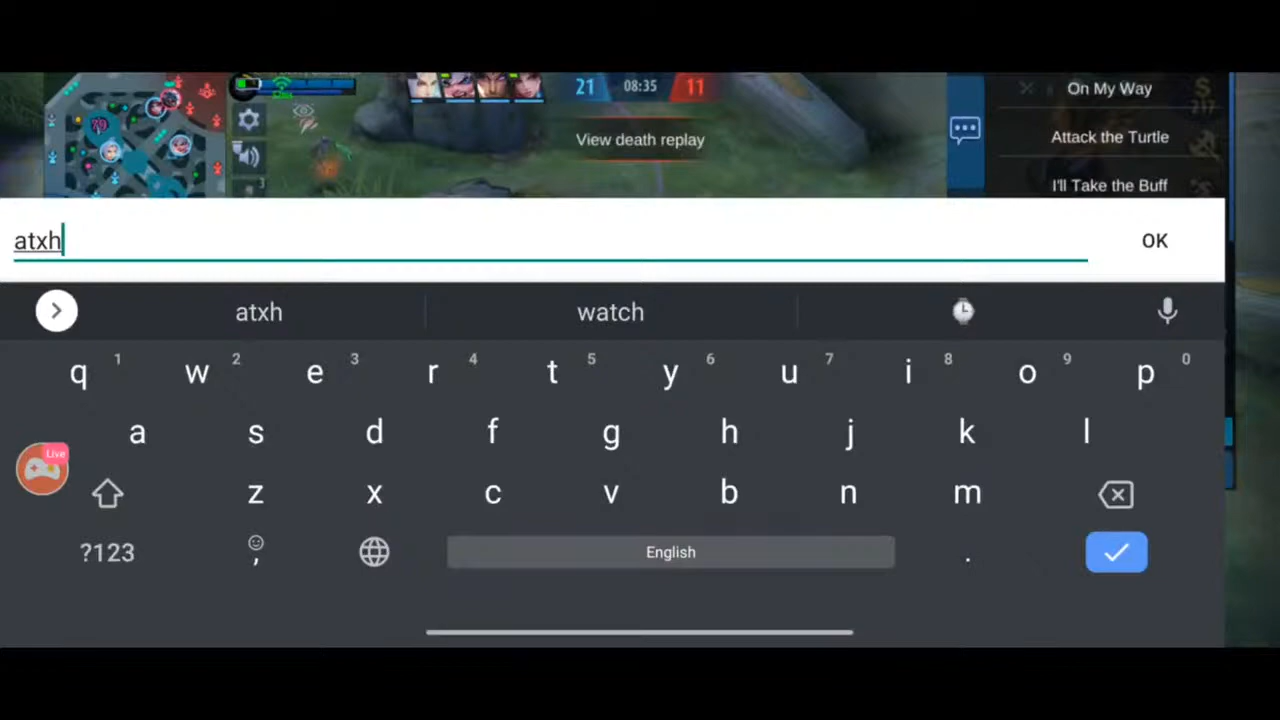 21 08:35 11
View death replay
On My Way
Attack the Turtle
I'll Take the Buff
atxh
OK
atxh watch
q 1 w 2 e 3 r 4 t 5 y 6 u 7 i 8 o 9 p 0
a s d f g h j k l
Live
z x c v b n m
?123 , English .